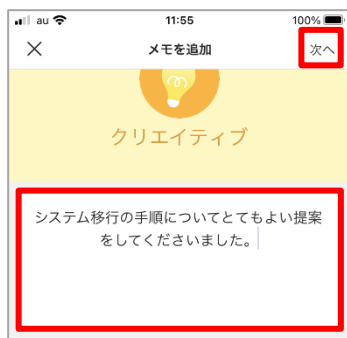 au 11:55 100%
メモを追加 次へ
クリエイティブ
システム移行の手順についてとてもよい提案
をしてくださいました。